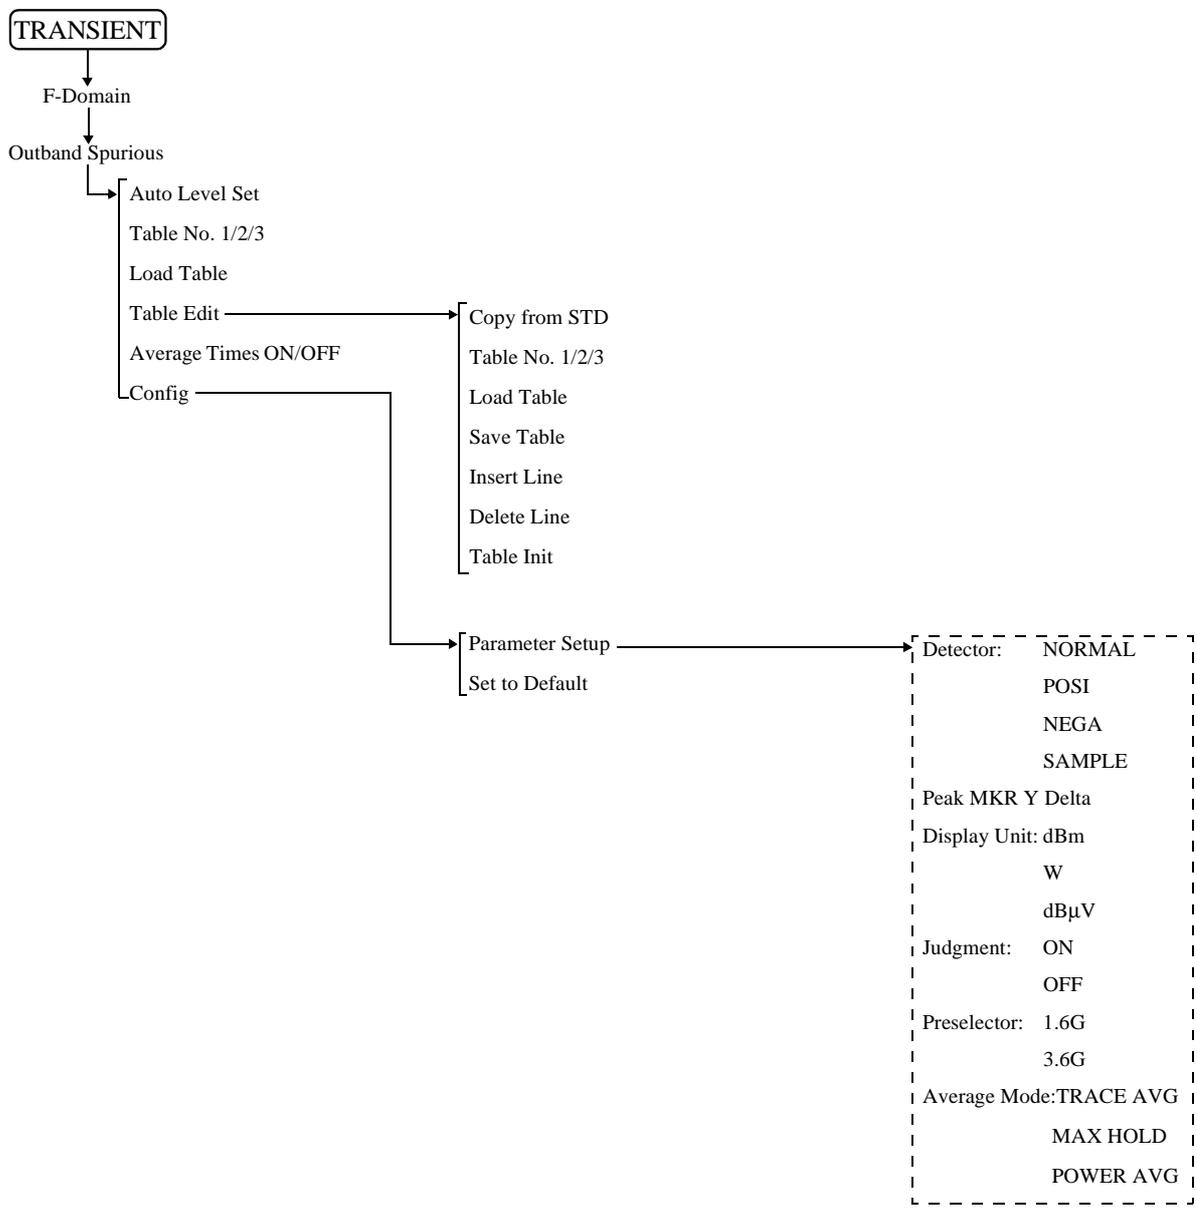 TRANSIENT
F-Domain
Outband Spurious
Auto Level Set
Table No. 1/2/3
Load Table
Table Edit
Average Times ON/OFF
Config
Copy from STD
Table No. 1/2/3
Load Table
Save Table
Insert Line
Delete Line
Table Init
Parameter Setup
Set to Default
Detector: NORMAL
POSI
NEGA
SAMPLE
Peak MKR Y Delta
Display Unit: dBm
W
dBµV
Judgment: ON
OFF
Preselector: 1.6G
3.6G
Average Mode:TRACE AVG
MAX HOLD
POWER AVG